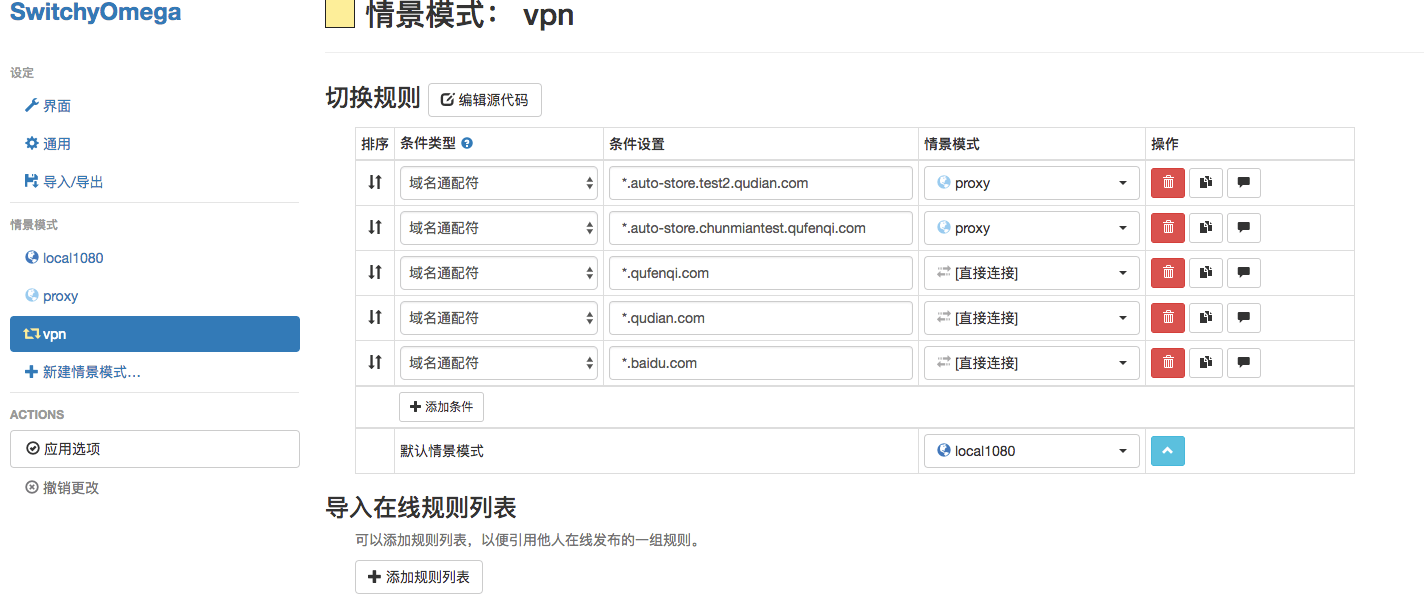 SwitchyOmega
设定
界面
通用
导入/导出
情景模式
local1080
proxy
vpn
新建情景模式...
ACTIONS
应用选项
撤销更改
情景模式： vpn
切换规则 编辑源代码
排序 条件类型 条件设置 情景模式 操作
域名通配符 *.auto-store.test2.qudian.com proxy
域名通配符 *.auto-store.chunmiantest.qufenqi.com proxy
域名通配符 *.qufenqi.com [直接连接]
域名通配符 *.qudian.com [直接连接]
域名通配符 *.baidu.com [直接连接]
添加条件
默认情景模式 local1080
导入在线规则列表
可以添加规则列表，以便引用他人在线发布的一组规则。
添加规则列表